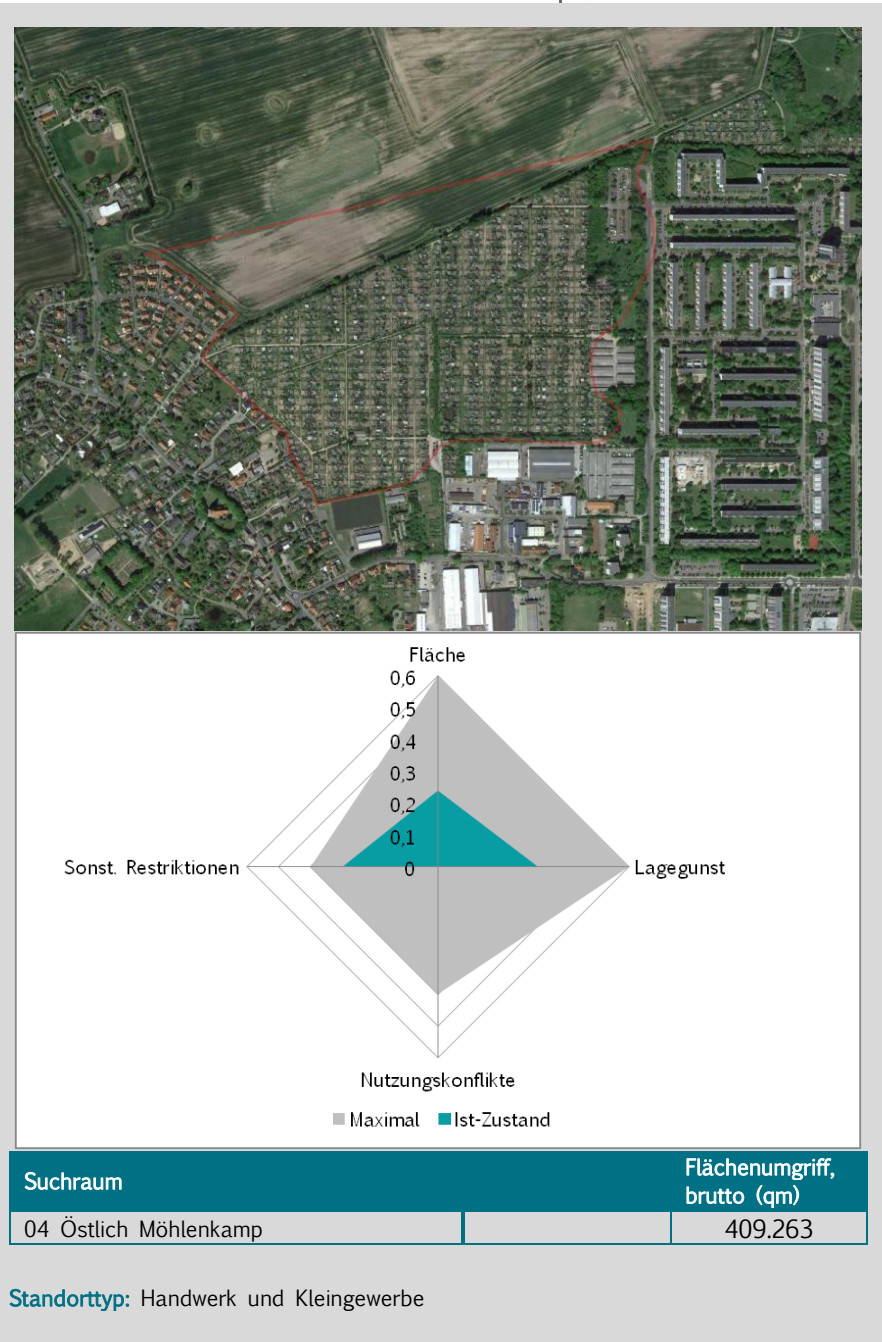 Fläche
0,6
0,5
0,4
0,3
0,2
0,1
0
Sonst. Restriktionen
Lagegunst
Nutzungskonflikte
Maximal Ist-Zustand
Suchraum
Flächenumgriff,
brutto (qm)
04 Östlich Möhlenkamp 409.263
Standorttyp: Handwerk und Kleingewerbe